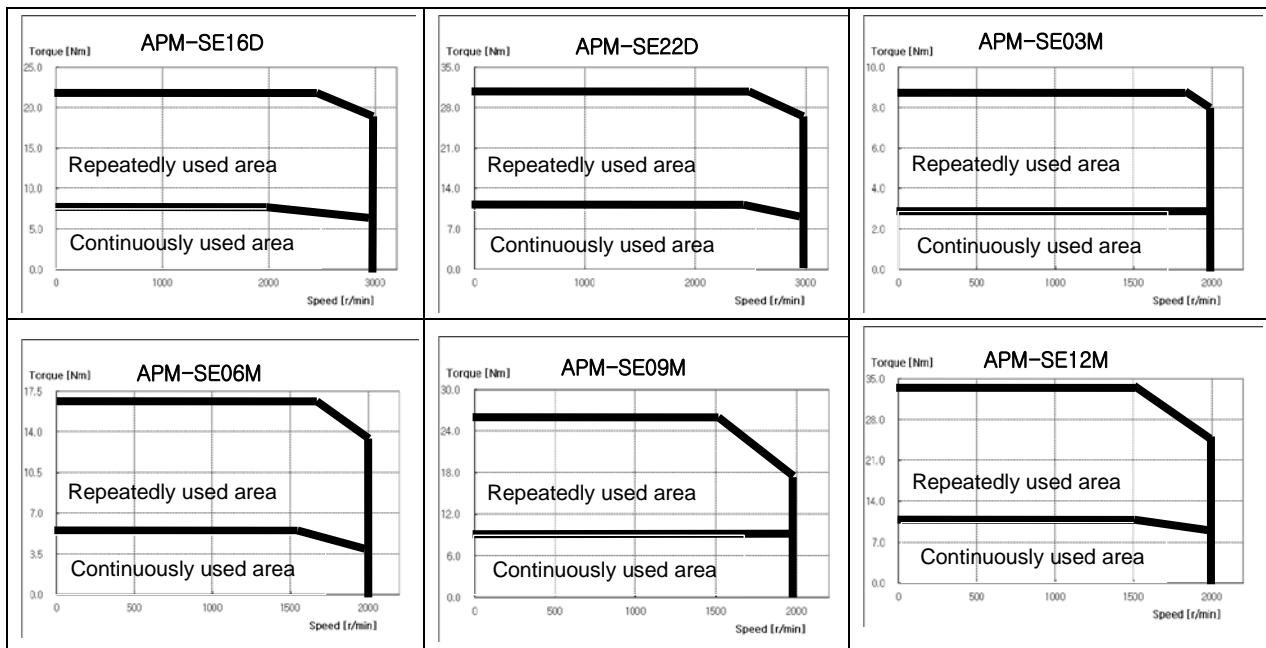 APM-SE16D
Torque [Nm]
25.0
20.0
15.0
10.0
5.0
0.0
Repeatedly used area
Continuously used area
0 1000 2000 3000
Speed [r/min]
APM-SE22D
Torque [Nm]
35.0
28.0
21.0
14.0
7.0
0.0
Repeatedly used area
Continuously used area
0 1000 2000 3000
Speed [r/min]
APM-SE03M
Torque [Nm]
10.0
8.0
6.0
4.0
2.0
0.0
Repeatedly used area
Continuously used area
0 500 1000 1500 2000
Speed [r/min]
APM-SE06M
Torque [Nm]
17.5
14.0
10.5
7.0
3.5
0.0
Repeatedly used area
Continuously used area
0 500 1000 1500 2000
Speed [r/min]
APM-SE09M
Torque [Nm]
30.0
24.0
18.0
12.0
6.0
0.0
Repeatedly used area
Continuously used area
0 500 1000 1500 2000
Speed [r/min]
APM-SE12M
Torque [Nm]
35.0
28.0
21.0
14.0
7.0
0.0
Repeatedly used area
Continuously used area
0 500 1000 1500 2000
Speed [r/min]